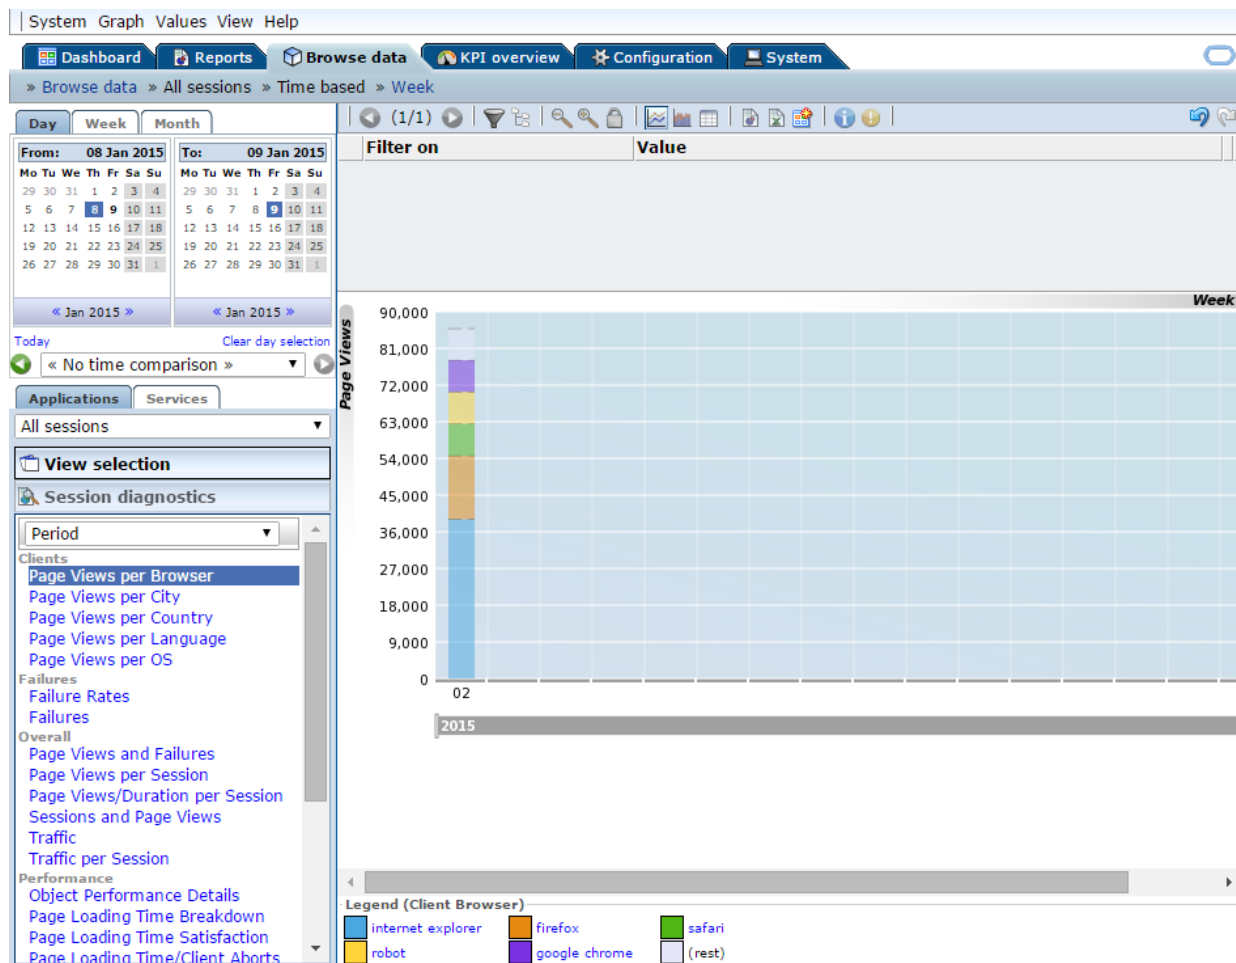 System Graph Values View Help
Dashboard Reports Browse data KPI overview Configuration System
» Browse data » All sessions » Time based » Week
Day Week Month
(1/1)
Filter on Value
From: 08 Jan 2015 To: 09 Jan 2015
Mo Tu We Th Fr Sa Su Mo Tu We Th Fr Sa Su
29 30 31 1 2 3 4 29 30 31 1 2 3 4
5 6 7 8 9 10 11 5 6 7 8 9 10 11
12 13 14 15 16 17 18 12 13 14 15 16 17 18
19 20 21 22 23 24 25 19 20 21 22 23 24 25
26 27 28 29 30 31 1 26 27 28 29 30 31 1
« Jan 2015 » « Jan 2015 »
Today Clear day selection
« No time comparison »
Applications Services
All sessions
View selection
Session diagnostics
Period
Clients
Page Views per Browser
Page Views per City
Page Views per Country
Page Views per Language
Page Views per OS
Failures
Failure Rates
Failures
Overall
Page Views and Failures
Page Views per Session
Page Views/Duration per Session
Sessions and Page Views
Traffic
Traffic per Session
Performance
Object Performance Details
Page Loading Time Breakdown
Page Loading Time Satisfaction
Page Loading Time/Client Aborts
Week
Page Views
90,000
81,000
72,000
63,000
54,000
45,000
36,000
27,000
18,000
9,000
0
02
2015
Legend (Client Browser)
internet explorer firefox safari
robot google chrome (rest)